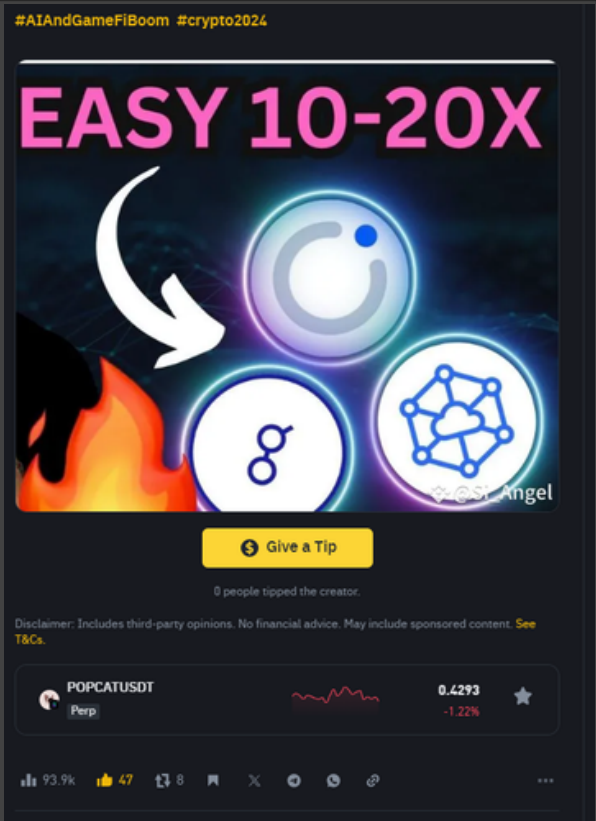 #AIAndGameFiBoom #crypto2024
EASY 10-20X
@Si_Angel
Give a Tip
0 people tipped the creator.
Disclaimer: Includes third-party opinions. No financial advice. May include sponsored content. See
T&Cs.
POPCATUSDT
0.4293
Perp
-1.22%
93.9k
47
8